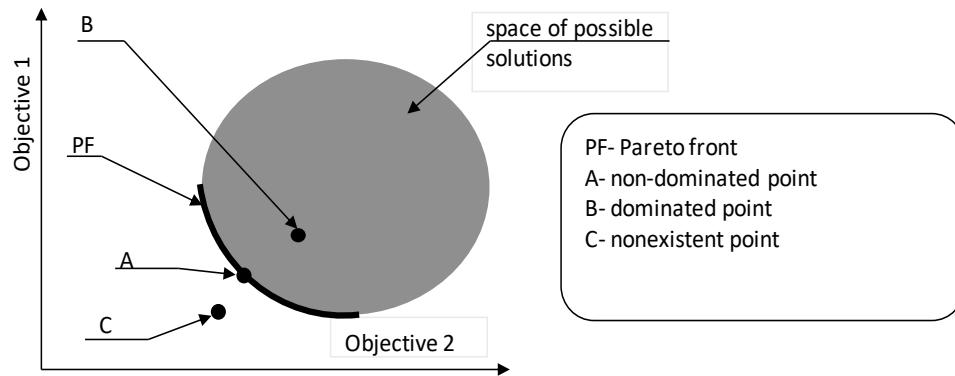 B
space of possible
solutions
Objective 1
PF
PF- Pareto front
A- non-dominated point
B- dominated point
C- nonexistent point
A
C
Objective 2